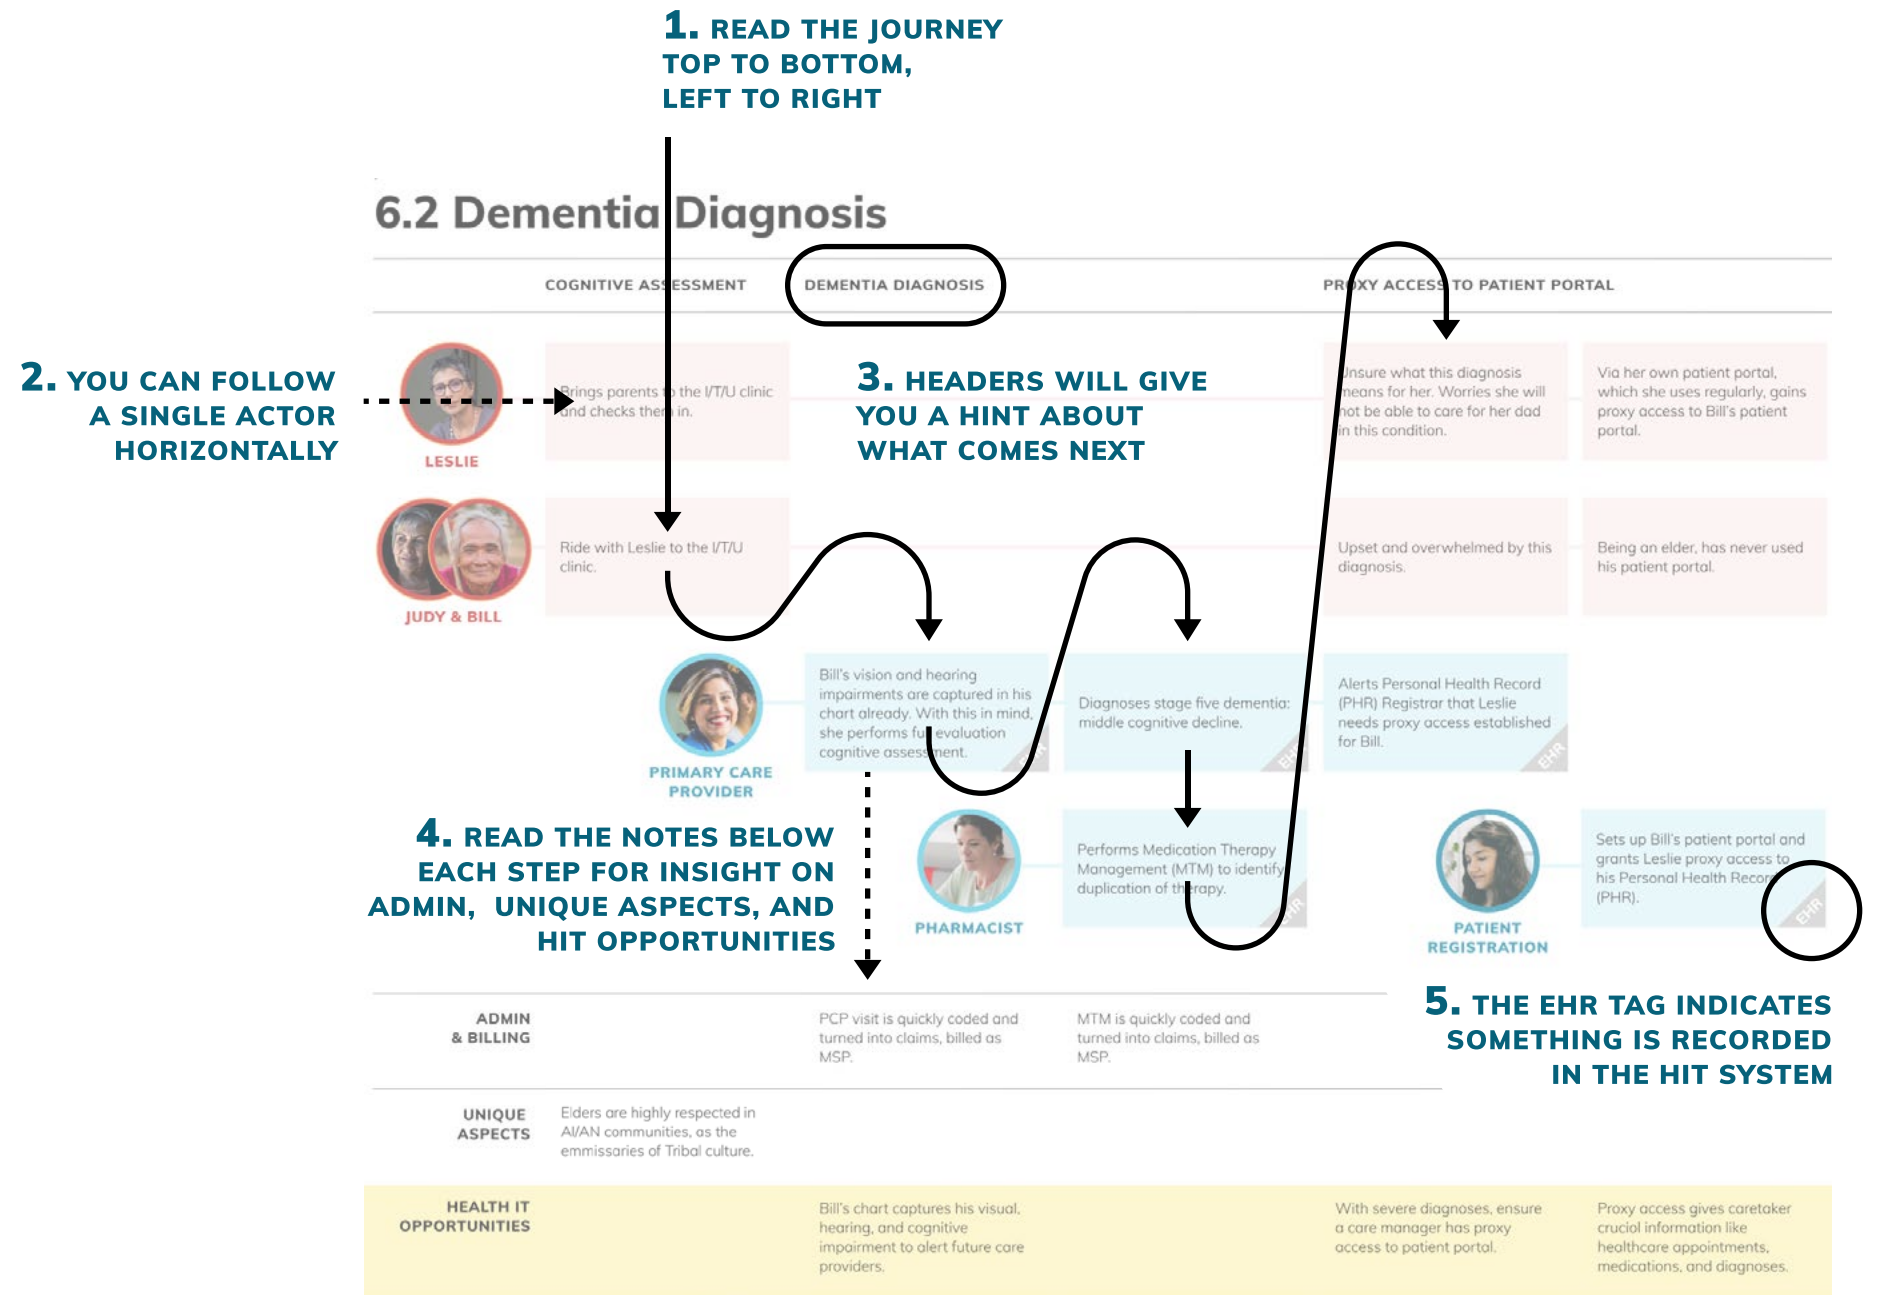 1. READ THE JOURNEY
TOP TO BOTTOM,
LEFT TO RIGHT
6.2 Dementia Diagnosis
COGNITIVE ASSESSMENT
DEMENTIA DIAGNOSIS
PROXY ACCESS TO PATIENT PORTAL
2. YOU CAN FOLLOW
A SINGLE ACTOR
HORIZONTALLY
LESLIE
Brings parents to the I/T/U clinic
and checks them in.
3. HEADERS WILL GIVE
YOU A HINT ABOUT
WHAT COMES NEXT
Unsure what this diagnosis
means for her. Worries she will
not be able to care for her dad
in this condition.
Via her own patient portal,
which she uses regularly, gains
proxy access to Bill's patient
portal.
JUDY & BILL
Ride with Leslie to the I/T/U
clinic.
Upset and overwhelmed by this
diagnosis.
Being an elder, has never used
his patient portal.
PRIMARY CARE
PROVIDER
Bill's vision and hearing
impairments are captured in his
chart already. With this in mind,
she performs full evaluation
cognitive assessment.
EHR
Diagnoses stage five dementia:
middle cognitive decline.
EHR
Alerts Personal Health Record
(PHR) Registrar that Leslie
needs proxy access established
for Bill.
EHR
4. READ THE NOTES BELOW
EACH STEP FOR INSIGHT ON
ADMIN, UNIQUE ASPECTS, AND
HIT OPPORTUNITIES
PHARMACIST
Performs Medication Therapy
Management (MTM) to identify
duplication of therapy.
EHR
PATIENT
REGISTRATION
Sets up Bill's patient portal and
grants Leslie proxy access to
his Personal Health Record
(PHR).
EHR
5. THE EHR TAG INDICATES
SOMETHING IS RECORDED
IN THE HIT SYSTEM
ADMIN
& BILLING
PCP visit is quickly coded and
turned into claims, billed as
MSP.
MTM is quickly coded and
turned into claims, billed as
MSP.
UNIQUE
ASPECTS
Elders are highly respected in
AI/AN communities, as the
emmissaries of Tribal culture.
HEALTH IT
OPPORTUNITIES
Bill's chart captures his visual,
hearing, and cognitive
impairment to alert future care
providers.
With severe diagnoses, ensure
a care manager has proxy
access to patient portal.
Proxy access gives caretaker
crucial information like
healthcare appointments,
medications, and diagnoses.